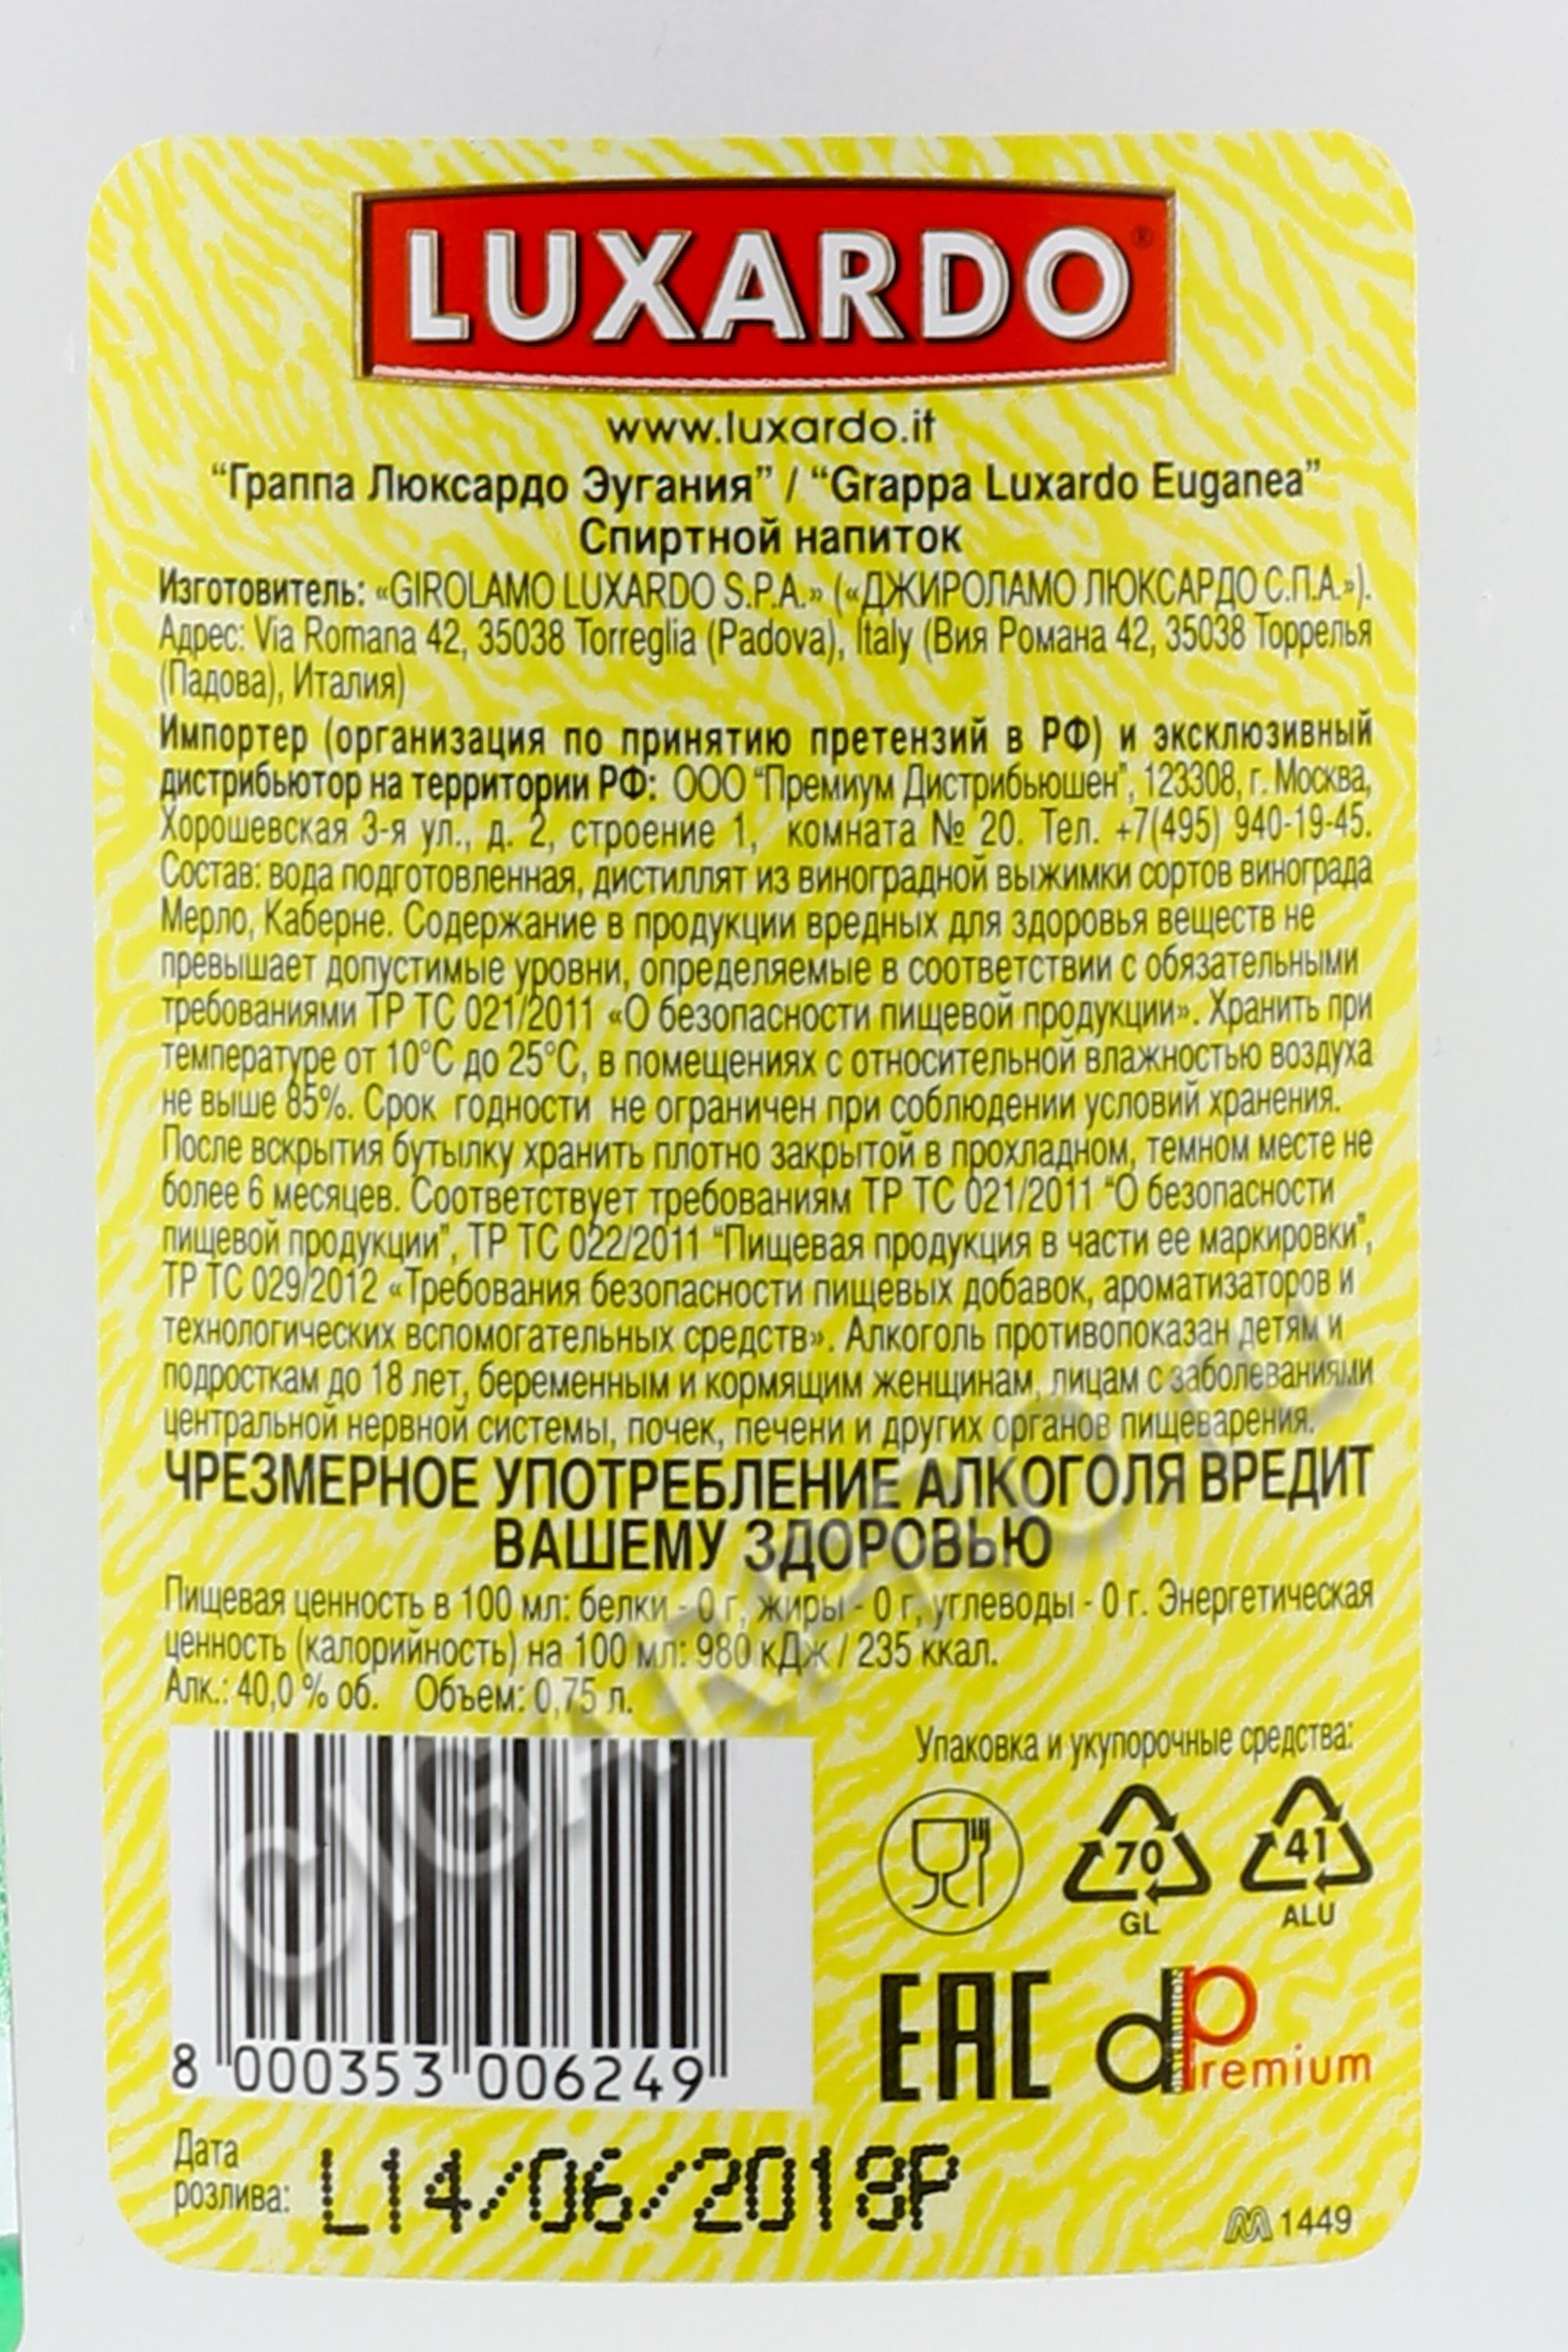 LUXARDO®
www.luxardo.it
“Граппа Люксардо Эугания” / “Grappa Luxardo Euganea”
Спиртной напиток
Изготовитель: «GIROLAMO LUXARDO S.P.A.» («ДЖИРОЛАМО ЛЮКСАРДО С.П.А.»).
Адрес: Via Romana 42, 35038 Torreglia (Padova), Italy (Вия Романа 42, 35038 Торрелья
(Падова), Италия)
Импортер (организация по принятию претензий в РФ) и эксклюзивный
дистрибьютор на территории РФ: ООО “Премиум Дистрибьюшен”, 123308, г. Москва,
Хорошевская 3-я ул., д. 2, строение 1, комната № 20. Тел. +7(495) 940-19-45.
Состав: вода подготовленная, дистиллят из виноградной выжимки сортов винограда
Мерло, Каберне. Содержание в продукции вредных для здоровья веществ не
превышает допустимые уровни, определяемые в соответствии с обязательными
требованиями ТР ТС 021/2011 «О безопасности пищевой продукции». Хранить при
температуре от 10°С до 25°С, в помещениях с относительной влажностью воздуха
не выше 85%. Срок годности не ограничен при соблюдении условий хранения.
После вскрытия бутылку хранить плотно закрытой в прохладном, темном месте не
более 6 месяцев. Соответствует требованиям ТР ТС 021/2011 “О безопасности
пищевой продукции”, ТР ТС 022/2011 “Пищевая продукция в части ее маркировки”,
ТР ТС 029/2012 «Требования безопасности пищевых добавок, ароматизаторов и
технологических вспомогательных средств». Алкоголь противопоказан детям и
подросткам до 18 лет, беременным и кормящим женщинам, лицам с заболеваниями
центральной нервной системы, почек, печени и других органов пищеварения.
ЧРЕЗМЕРНОЕ УПОТРЕБЛЕНИЕ АЛКОГОЛЯ ВРЕДИТ
ВАШЕМУ ЗДОРОВЬЮ
Пищевая ценность в 100 мл: белки - 0 г, жиры - 0 г, углеводы - 0 г. Энергетическая
ценность (калорийность) на 100 мл: 980 кДж / 235 ккал.
Алк.: 40,0 % об. Объем: 0,75 л.
Упаковка и укупорочные средства:
70 41
GL ALU
EAC dPremium
DISTRIBUTION
8 000353 006249
Дата
розлива: L14/06/2018P
1449
CIGARPRO.RU